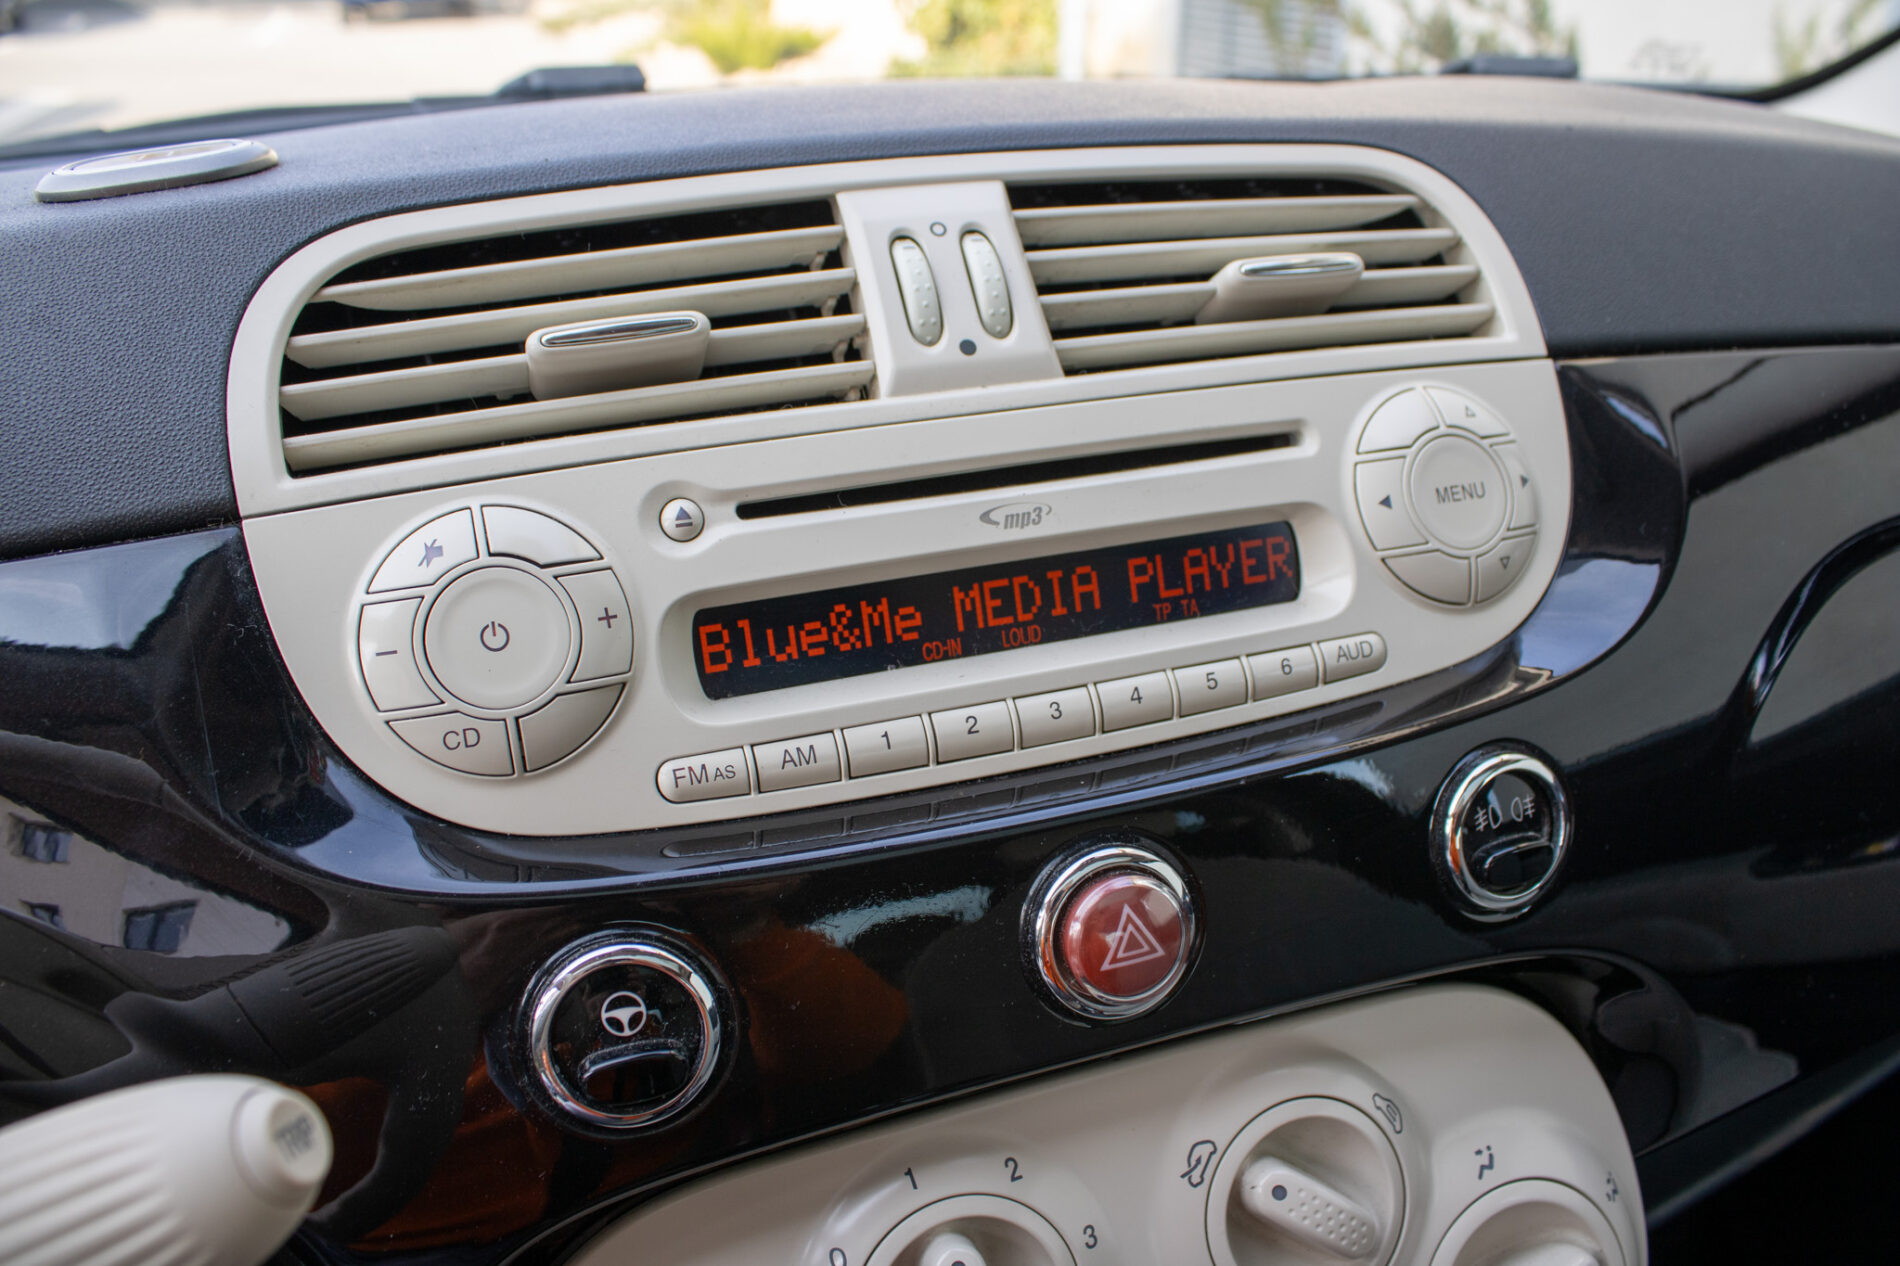 mp3
MENU
Blue&Me MEDIA PLAYER
CD-IN LOUD TP TA
CD
FM AS AM 1 2 3 4 5 6 AUD
TRIP
0 1 2 3